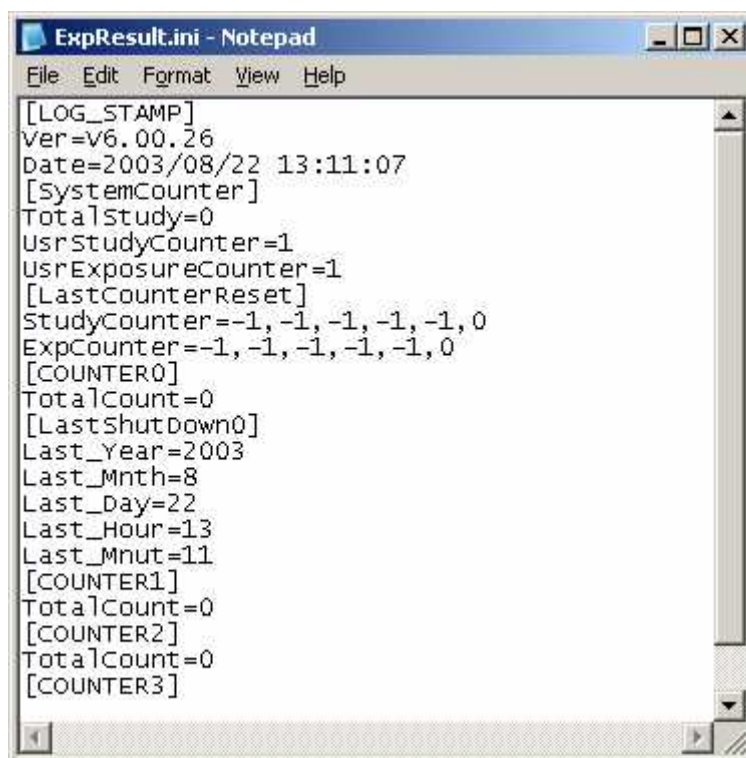 ExpResult.ini - Notepad
File Edit Format View Help
[LOG_STAMP]
Ver=V6.00.26
Date=2003/08/22 13:11:07
[SystemCounter]
TotalStudy=0
UsrStudyCounter=1
UsrExposureCounter=1
[LastCounterReset]
StudyCounter=-1,-1,-1,-1,-1,0
ExpCounter=-1,-1,-1,-1,-1,0
[COUNTER0]
TotalCount=0
[LastShutDown0]
Last_Year=2003
Last_Mnth=8
Last_Day=22
Last_Hour=13
Last_Mnut=11
[COUNTER1]
TotalCount=0
[COUNTER2]
TotalCount=0
[COUNTER3]